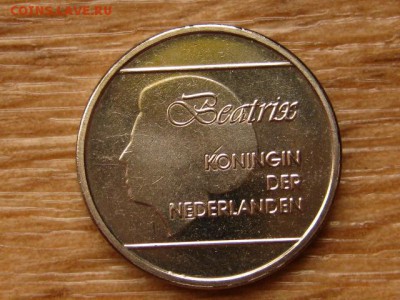 COINS.LAVE.RU
Beatrix
KONINGIN
DER
NEDERLANDEN